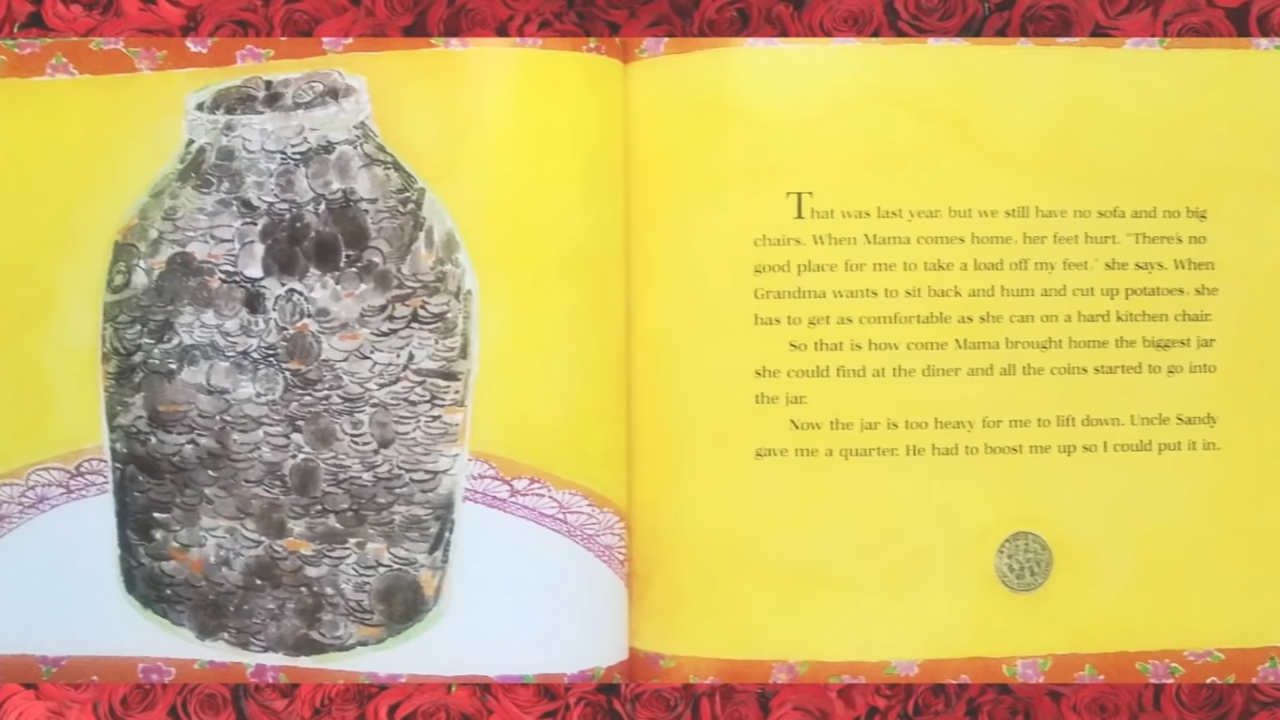 That was last year, but we still have no sofa and no big
chairs. When Mama comes home, her feet hurt. "There's no
good place for me to take a load off my feet," she says. When
Grandma wants to sit back and hum and cut up potatoes, she
has to get as comfortable as she can on a hard kitchen chair.
So that is how come Mama brought home the biggest jar
she could find at the diner and all the coins started to go into
the jar.
Now the jar is too heavy for me to lift down. Uncle Sandy
gave me a quarter. He had to boost me up so I could put it in.